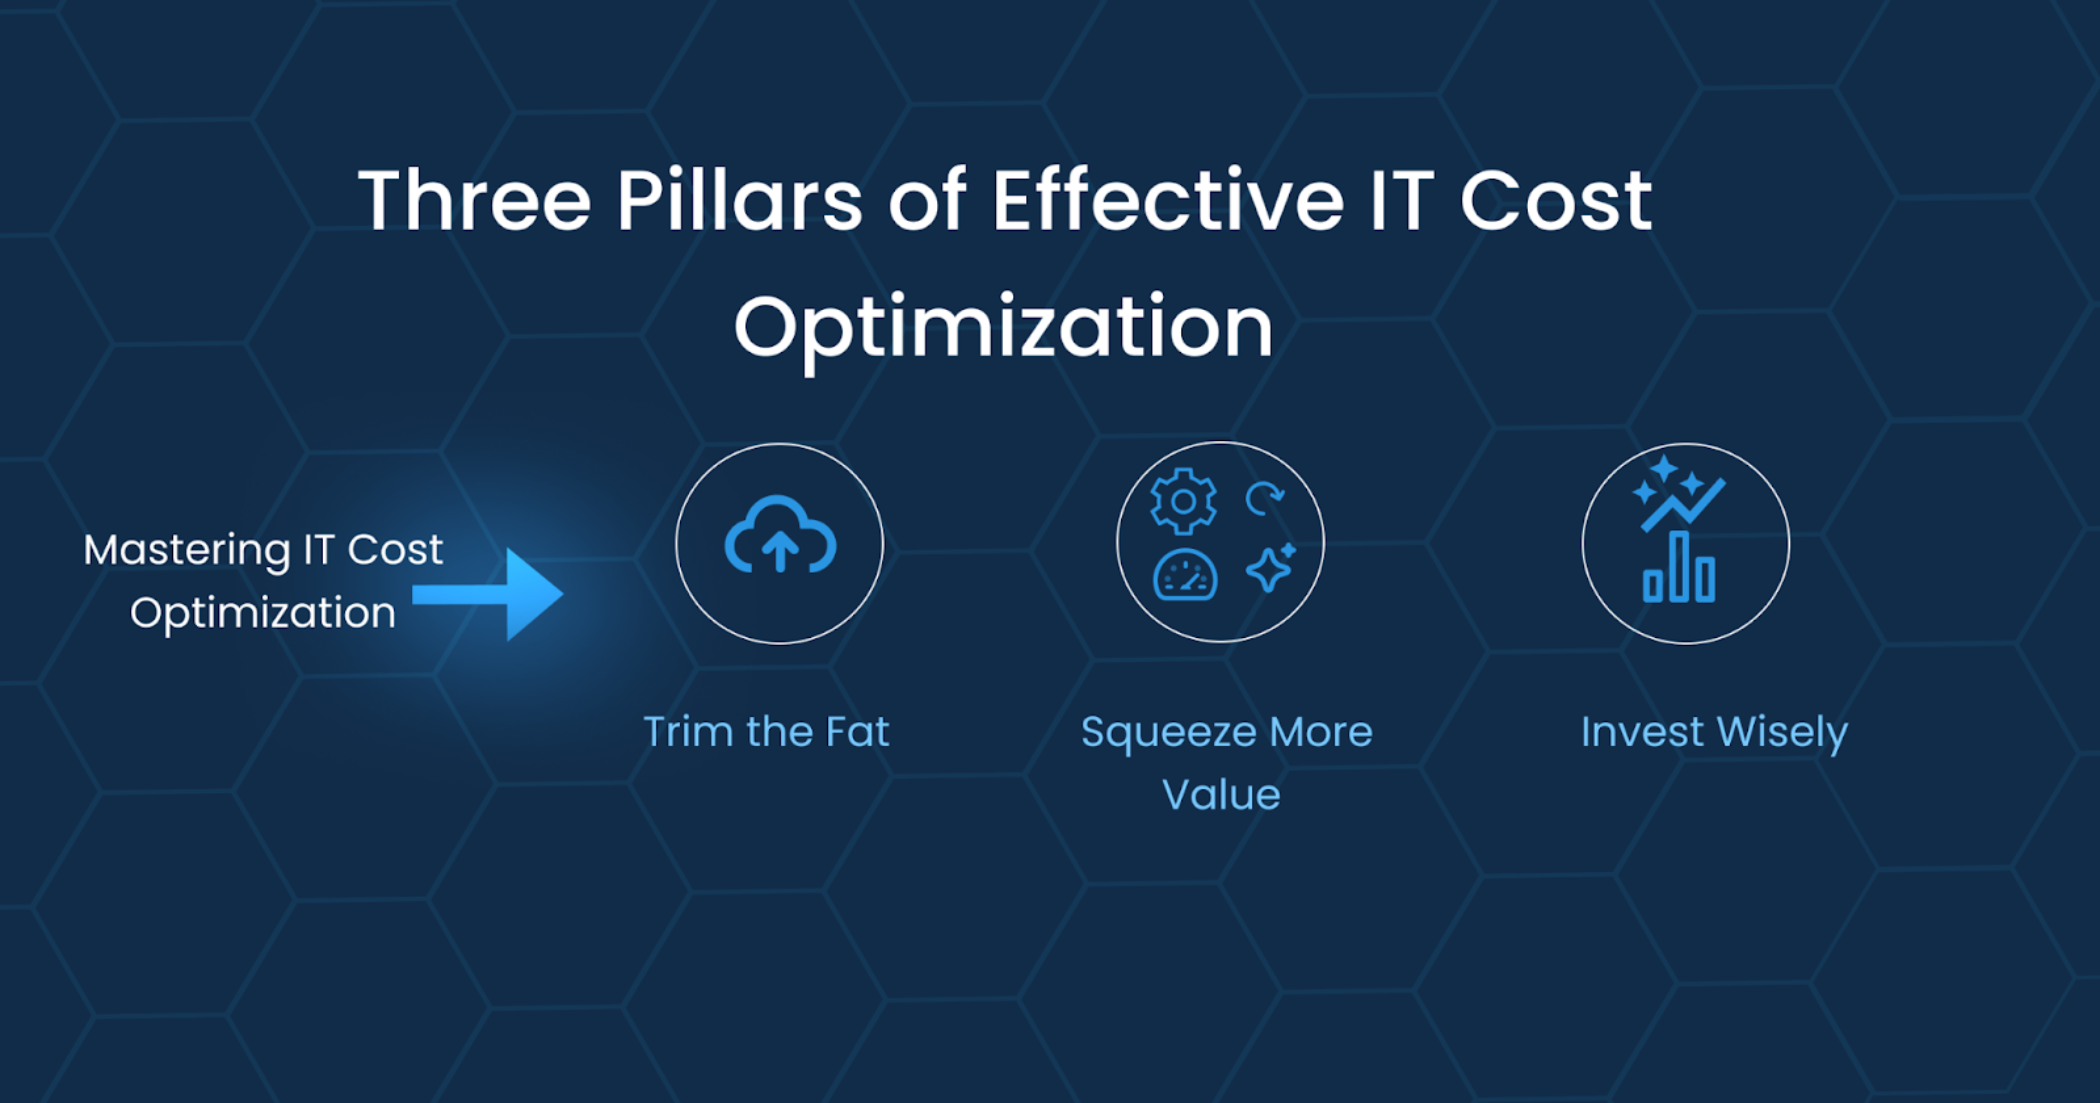 Three Pillars of Effective IT Cost
Optimization
Mastering IT Cost
Optimization
Trim the Fat
Squeeze More
Value
Invest Wisely